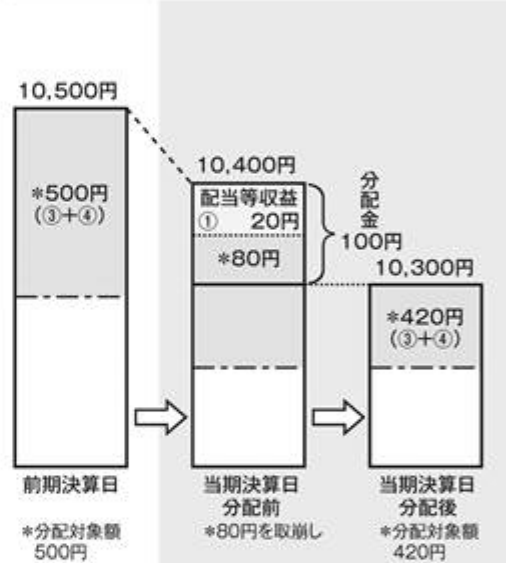 10,500円
*500円
(③+④)
前期決算日
*分配対象額
500円
10,400円
配当等収益
① 20円
*80円
分配金
100円
当期決算日
分配前
*80円を取崩し
10,300円
*420円
(③+④)
当期決算日
分配後
*分配対象額
420円